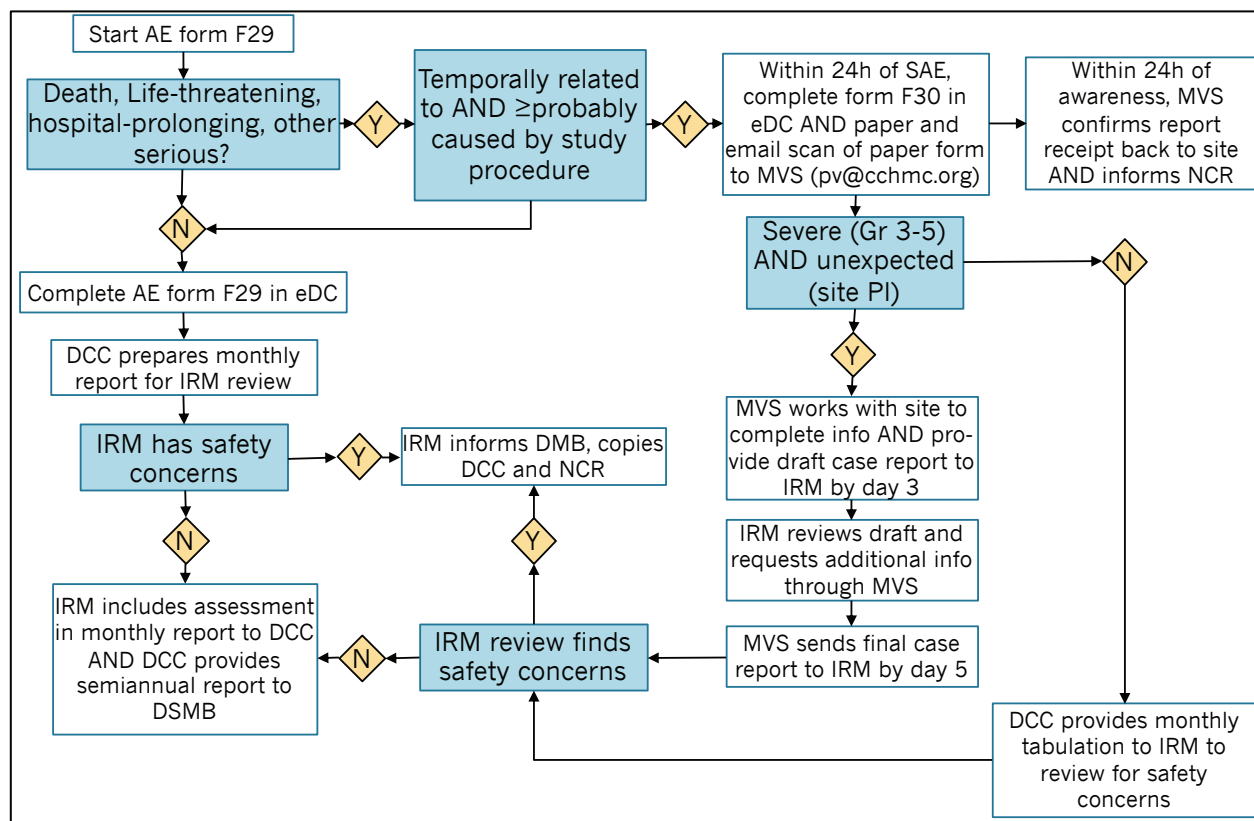 Start AE form F29
Death, Life-threatening,
hospital-prolonging, other
serious?
Y
Temporally related
to AND ≥probably
caused by study
procedure
Y
Within 24h of SAE,
complete form F30 in
eDC AND paper and
email scan of paper form
to MVS (pv@cchmc.org)
Within 24h of
awareness, MVS
confirms report
receipt back to site
AND informs NCR
N
Severe (Gr 3-5)
AND unexpected
(site PI)
N
Complete AE form F29 in eDC
DCC prepares monthly
report for IRM review
Y
IRM has safety
concerns
Y
IRM informs DMB, copies
DCC and NCR
MVS works with site to
complete info AND pro-
vide draft case report to
IRM by day 3
N
Y
IRM reviews draft and
requests additional info
through MVS
IRM includes assessment
in monthly report to DCC
AND DCC provides
semiannual report to
DSMB
N
IRM review finds
safety concerns
MVS sends final case
report to IRM by day 5
DCC provides monthly
tabulation to IRM to
review for safety
concerns